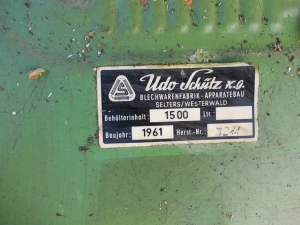 Udo Schütz K.G.
BLECHWARENFABRIK - APPARATEBAU
SELTERS/WESTERWALD
Behälterinhalt: 1500 Ltr.
Baujahr: 1961 Herst.-Nr.: